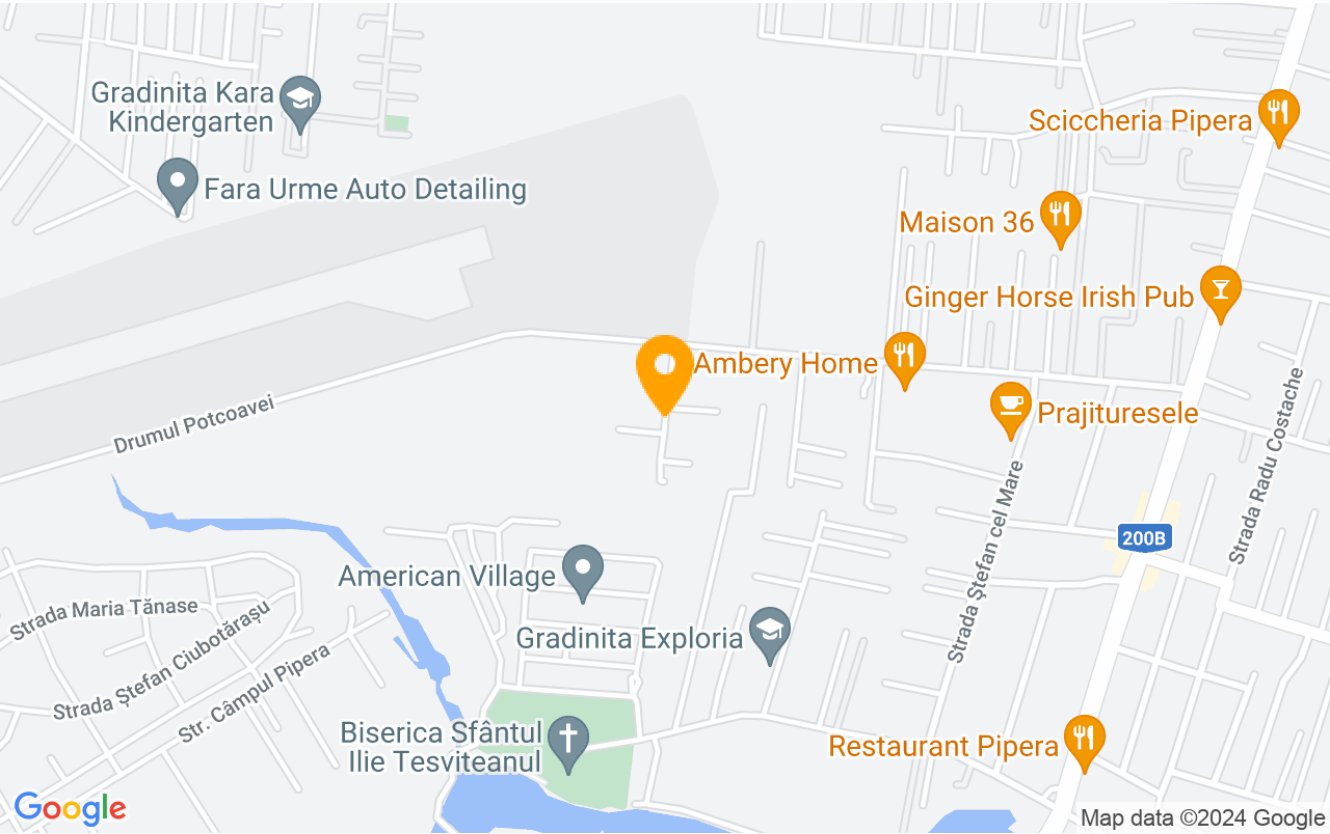 Gradinita Kara
Kindergarten
Sciccheria Pipera
Fara Urme Auto Detailing
Maison 36
Ginger Horse Irish Pub
Ambery Home
Drumul Potcoavei
Prajituresele
Strada Radu Costache
Strada Ștefan cel Mare
200B
American Village
Strada Maria Tănase
Gradinita Exploria
Strada Ștefan Ciubotărașu
Str. Câmpul Pipera
Biserica Sfântul
Ilie Tesviteanul
Restaurant Pipera
Google
Map data ©2024 Google